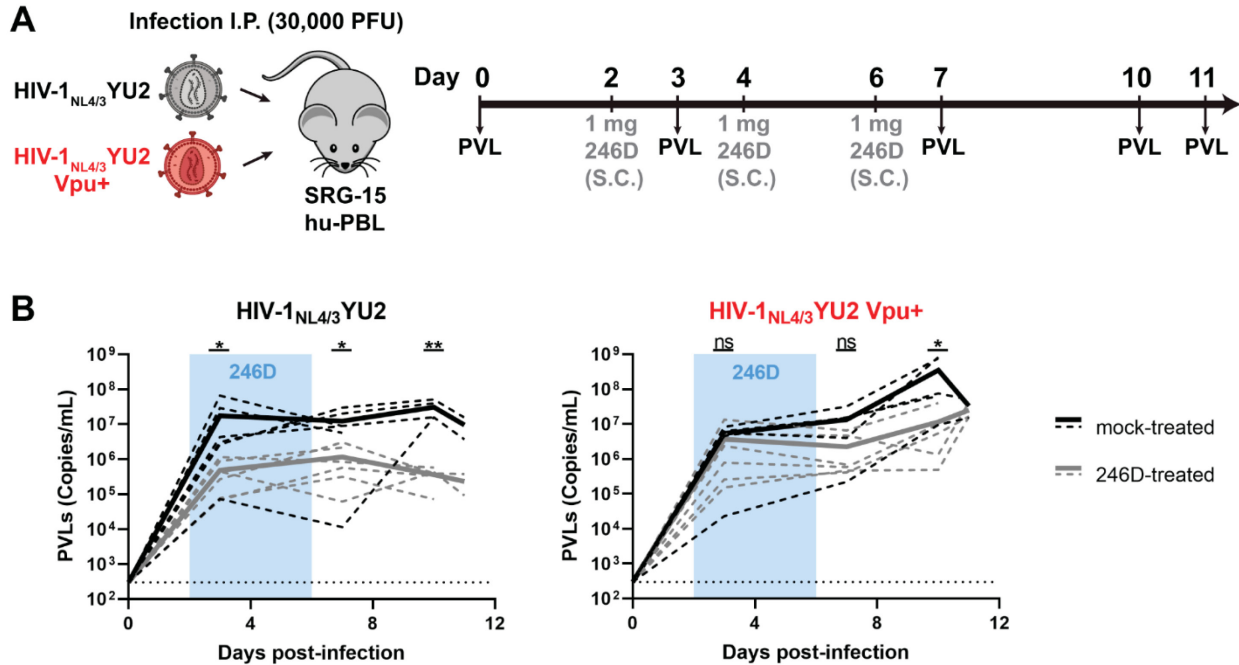 A
Infection I.P. (30,000 PFU)
HIV-1NL4/3YU2
HIV-1NL4/3YU2
Vpu+
SRG-15
hu-PBL
Day 0 2 3 4 6 7 10 11
PVL 1 mg PVL 1 mg 1 mg PVL PVL PVL
246D 246D 246D
(S.C.) (S.C.) (S.C.)
B
HIV-1NL4/3YU2
* * **
246D
PVLs (Copies/mL)
10⁹
10⁸
10⁷
10⁶
10⁵
10⁴
10³
10²
0 4 8 12
Days post-infection
HIV-1NL4/3YU2 Vpu+
ns ns *
246D
PVLs (Copies/mL)
10⁹
10⁸
10⁷
10⁶
10⁵
10⁴
10³
10²
0 4 8 12
Days post-infection
mock-treated
246D-treated